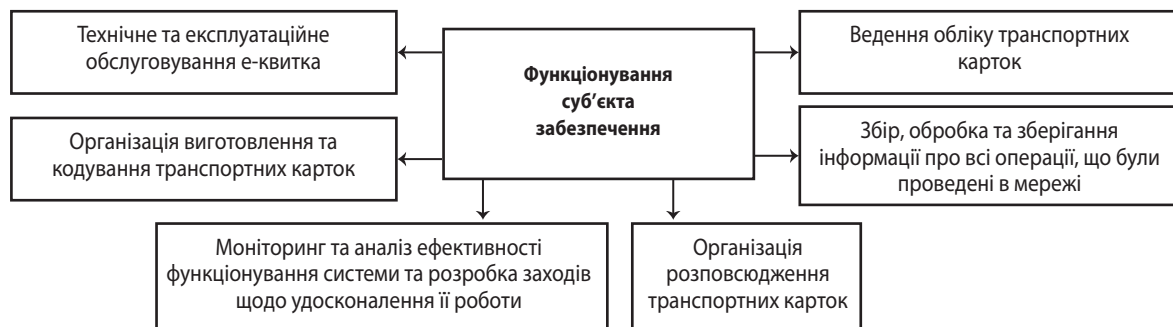 Технічне та експлуатаційне
обслуговування е-квитка
Функціонування
суб’єкта
забезпечення
Ведення обліку транспортних
карток
Організація виготовлення та
кодування транспортних карток
Збір, обробка та зберігання
інформації про всі операції, що були
проведені в мережі
Моніторинг та аналіз ефективності
функціонування системи та розробка заходів
щодо удосконалення її роботи
Організація
розповсюдження
транспортних карток